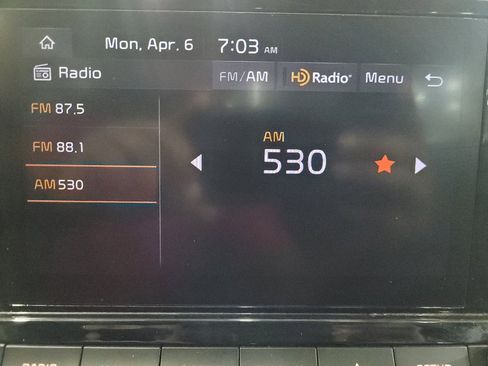 Mon, Apr. 6 7:03 AM
Radio FM/AM HD Radio® Menu
FM 87.5
FM 88.1
AM 530
AM
530